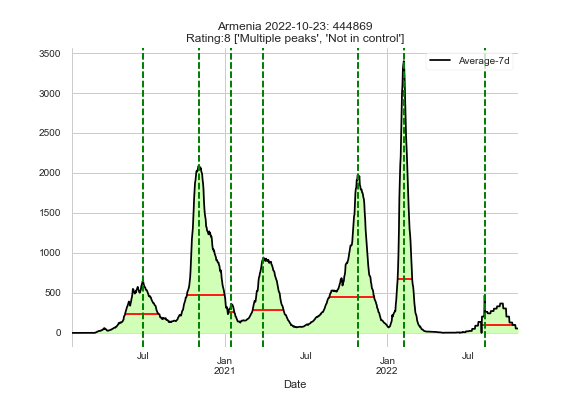 Armenia 2022-10-23: 444869
Rating:8 ['Multiple peaks', 'Not in control']
Average-7d
3500
3000
2500
2000
1500
1000
500
0
Jul
Jan
2021
Jul
Jan
2022
Jul
Date